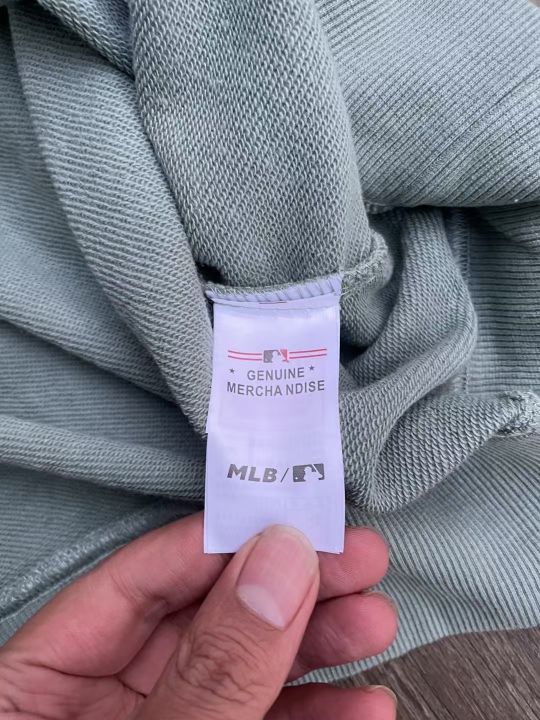 ★ GENUINE ★
MERCHANDISE
MLB /